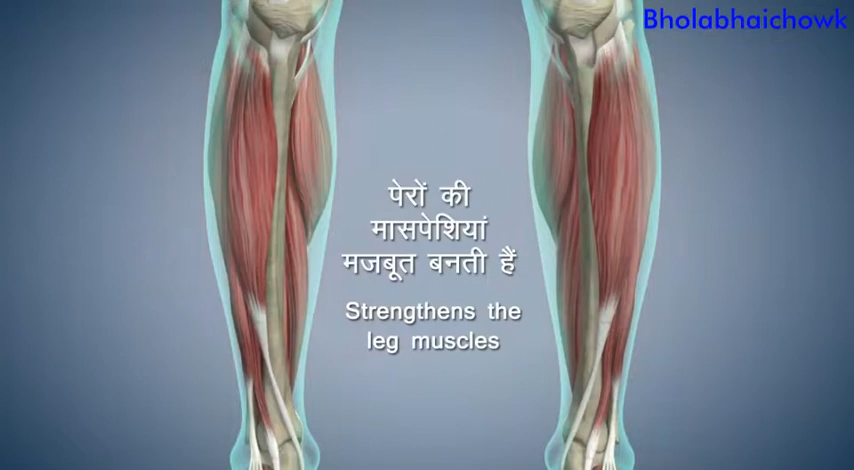 Bholabhaichowk
पेरों की
मासपेशियां
मजबूत बनती हैं
Strengthens the
leg muscles